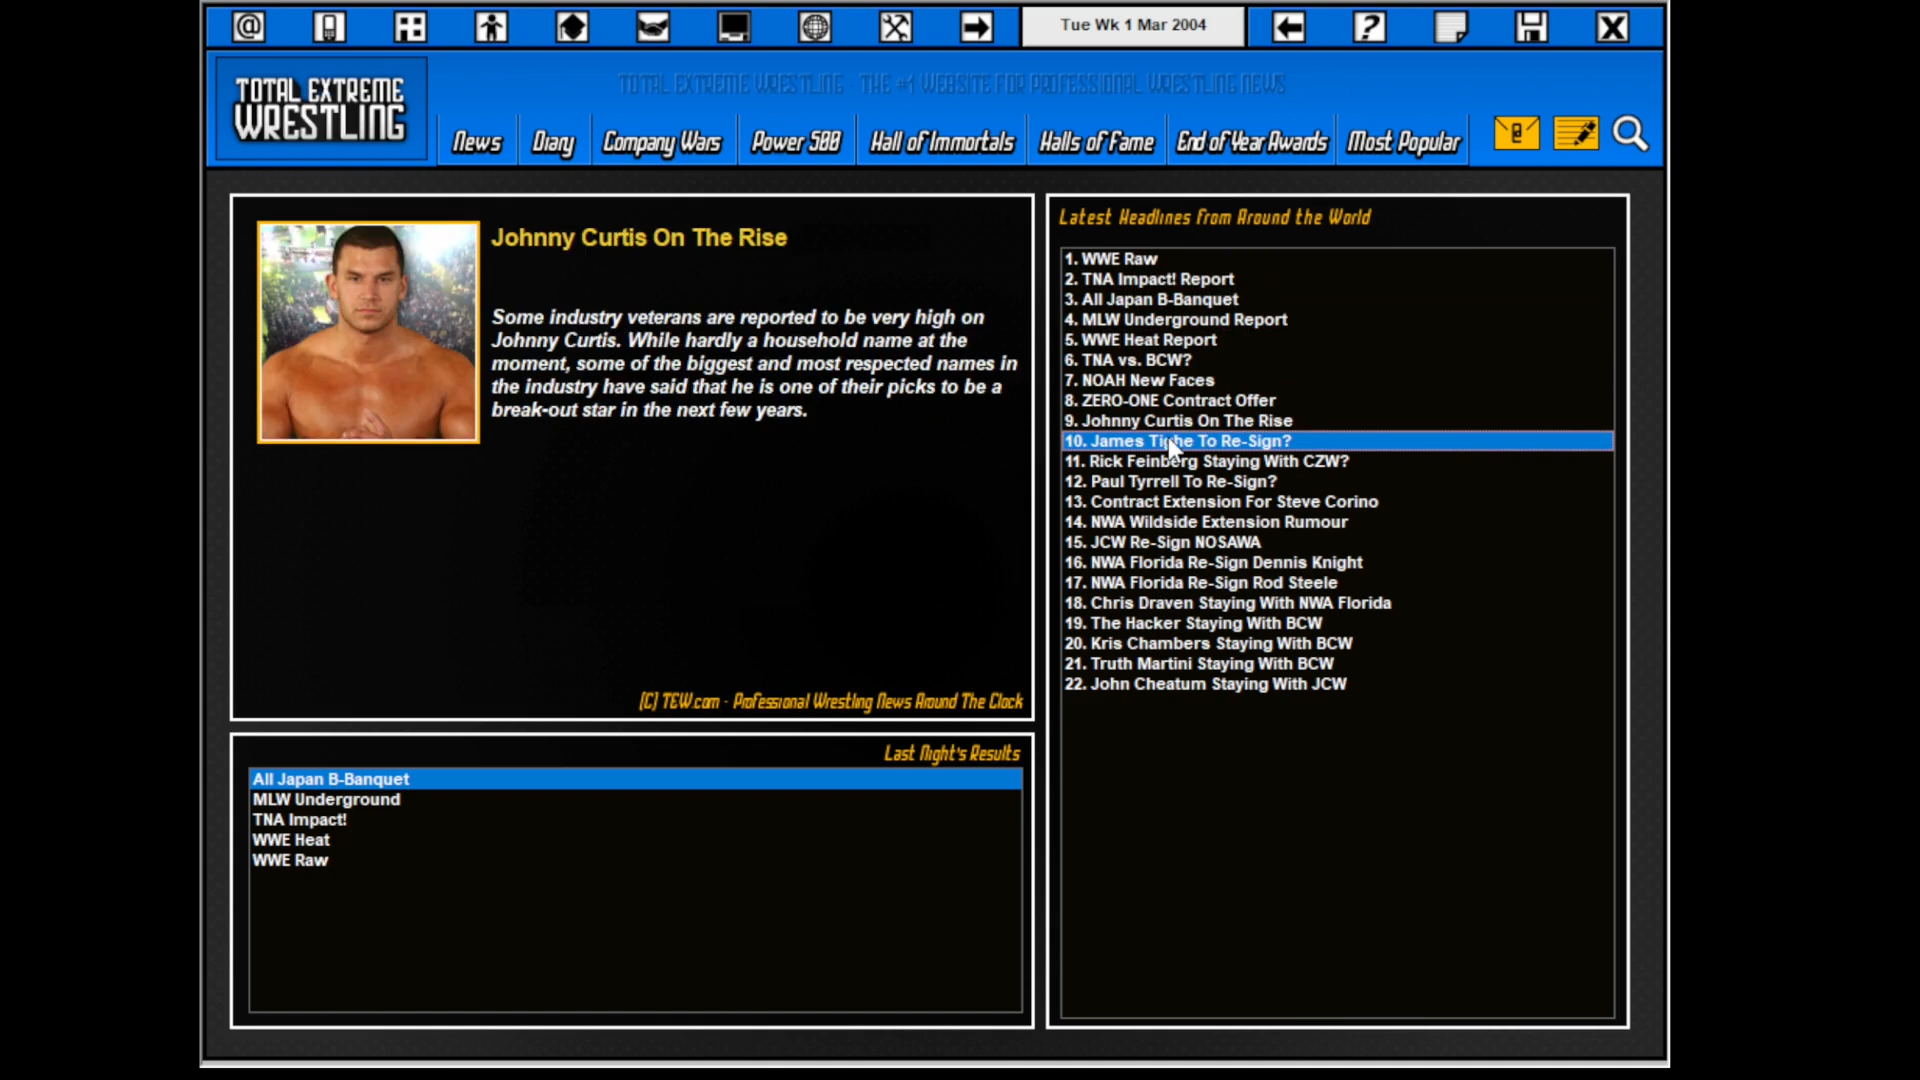 Tue Wk 1 Mar 2004
TOTAL EXTREME
WRESTLING
TOTAL EXTREME WRESTLING - THE #1 WEBSITE FOR PROFESSIONAL WRESTLING NEWS
News
Diary
Company Wars
Power 500
Hall of Immortals
Halls of Fame
End of Year Awards
Most Popular
Johnny Curtis On The Rise
Some industry veterans are reported to be very high on
Johnny Curtis. While hardly a household name at the
moment, some of the biggest and most respected names in
the industry have said that he is one of their picks to be a
break-out star in the next few years.
(C) TEW.com - Professional Wrestling News Around The Clock
Last Night's Results
All Japan B-Banquet
MLW Underground
TNA Impact!
WWE Heat
WWE Raw
Latest Headlines From Around the World
1. WWE Raw
2. TNA Impact! Report
3. All Japan B-Banquet
4. MLW Underground Report
5. WWE Heat Report
6. TNA vs. BCW?
7. NOAH New Faces
8. ZERO-ONE Contract Offer
9. Johnny Curtis On The Rise
10. James Tighe To Re-Sign?
11. Rick Feinberg Staying With CZW?
12. Paul Tyrrell To Re-Sign?
13. Contract Extension For Steve Corino
14. NWA Wildside Extension Rumour
15. JCW Re-Sign NOSAWA
16. NWA Florida Re-Sign Dennis Knight
17. NWA Florida Re-Sign Rod Steele
18. Chris Draven Staying With NWA Florida
19. The Hacker Staying With BCW
20. Kris Chambers Staying With BCW
21. Truth Martini Staying With BCW
22. John Cheatum Staying With JCW